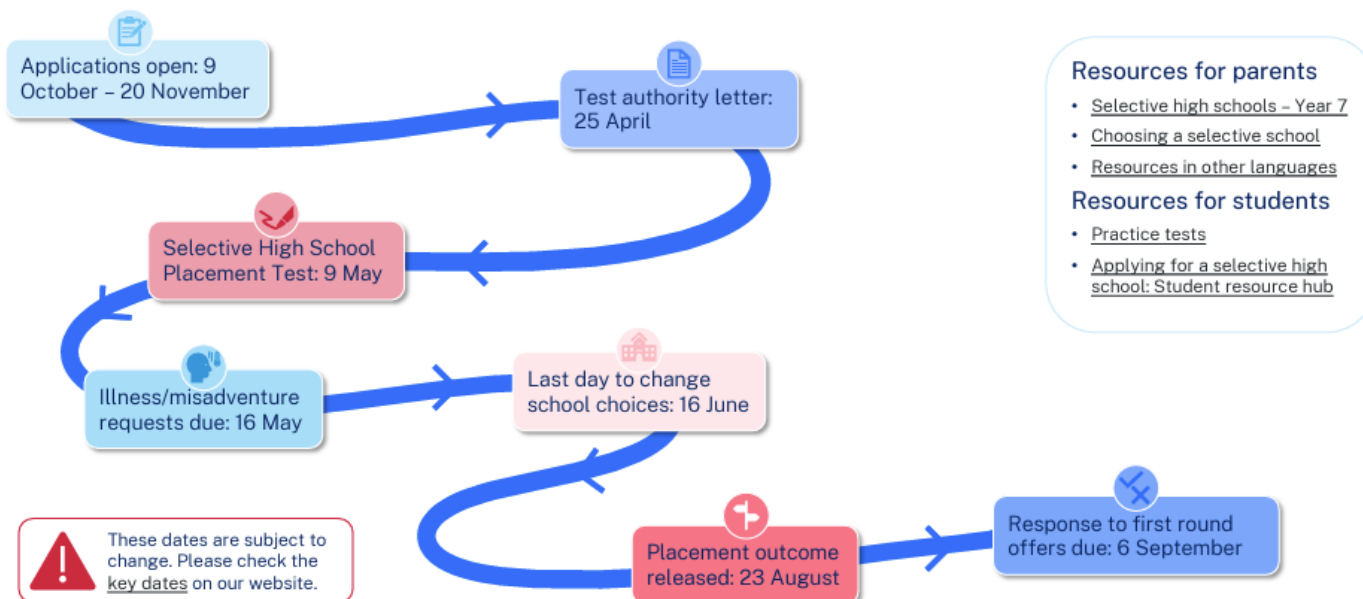 Applications open: 9
October – 20 November
Test authority letter:
25 April
Selective High School
Placement Test: 9 May
Illness/misadventure
requests due: 16 May
Last day to change
school choices: 16 June
Placement outcome
released: 23 August
Response to first round
offers due: 6 September
These dates are subject to
change. Please check the
key dates on our website.
Resources for parents
• Selective high schools – Year 7
• Choosing a selective school
• Resources in other languages
Resources for students
• Practice tests
• Applying for a selective high
school: Student resource hub